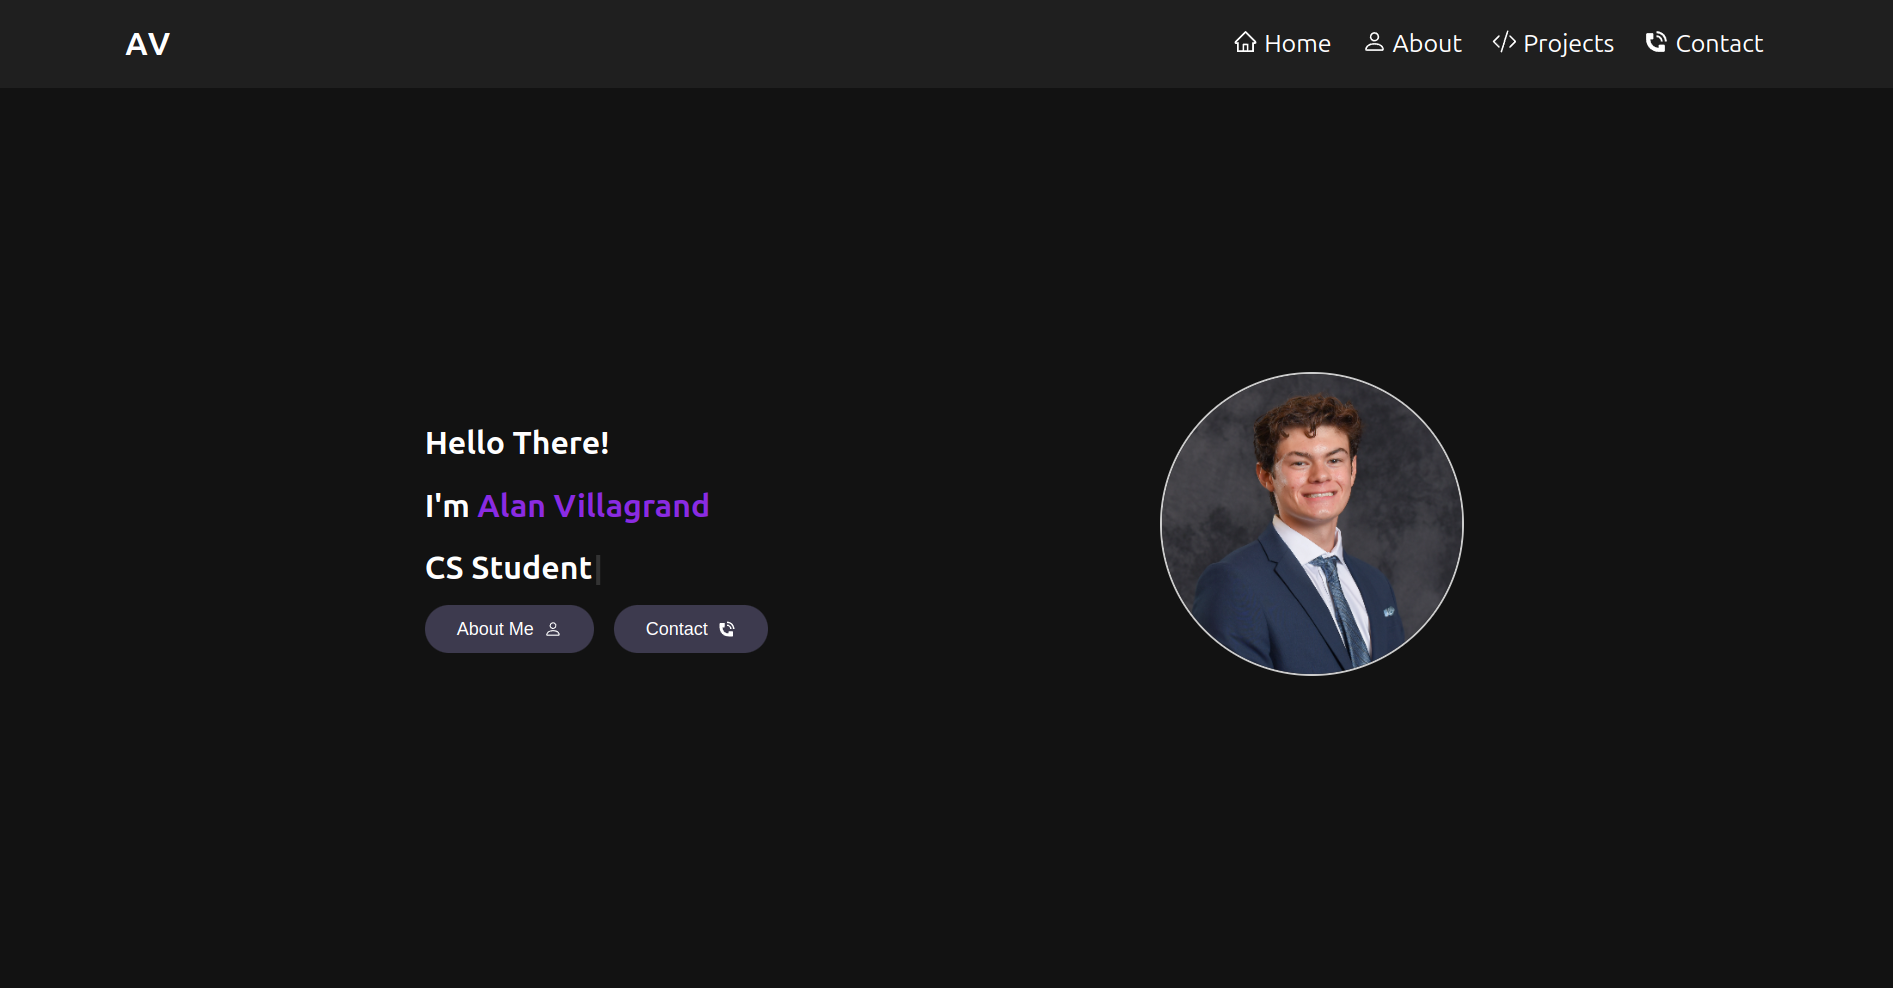 AV
Home About Projects Contact
Hello There!
I'm Alan Villagrand
CS Student
About Me Contact